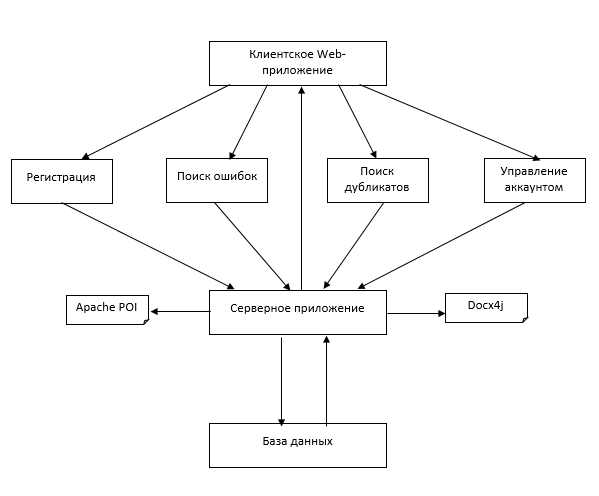 Клиентское Web-
приложение
Регистрация
Поиск ошибок
Поиск
дубликатов
Управление
аккаунтом
Apache POI
Серверное приложение
Docx4j
База данных